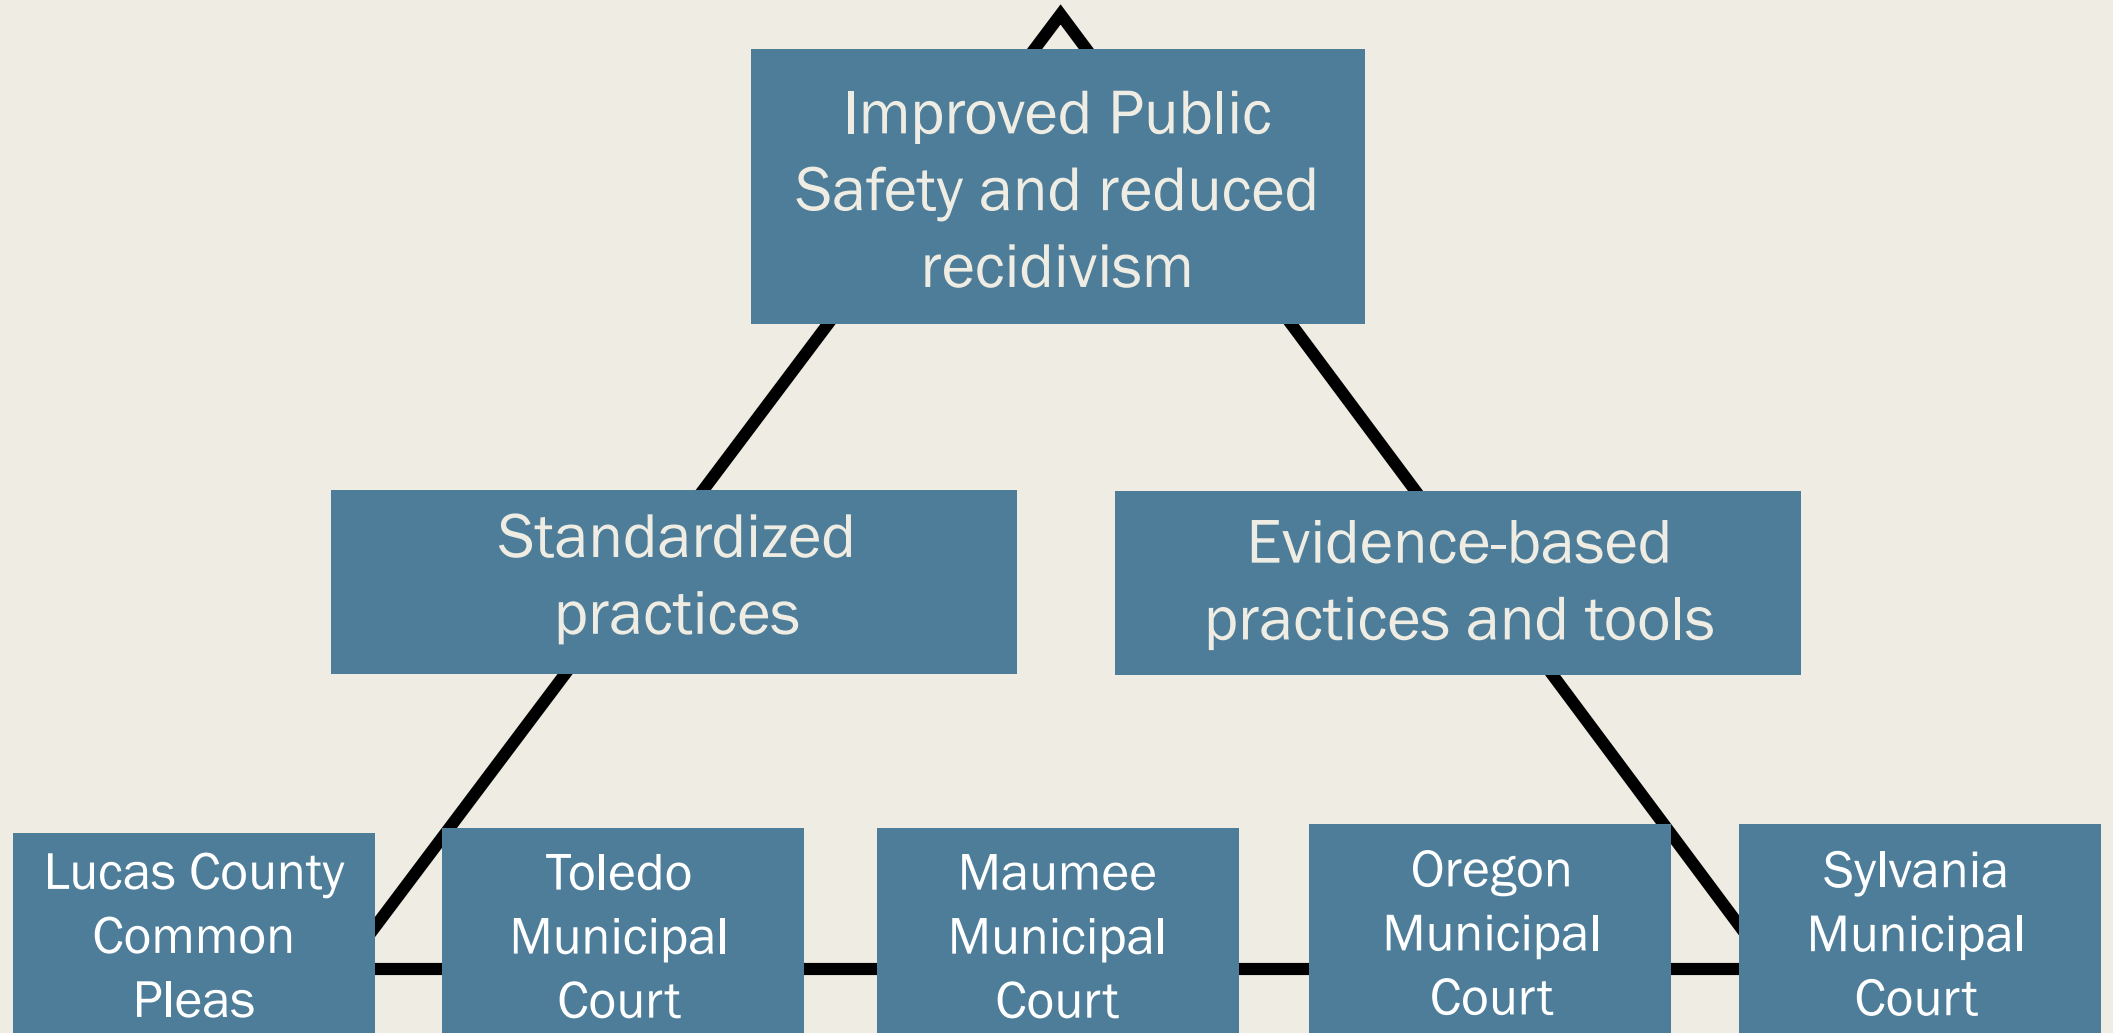 Improved Public
Safety and reduced
recidivism
Standardized
practices
Evidence-based
practices and tools
Lucas County
Common
Pleas
Toledo
Municipal
Court
Maumee
Municipal
Court
Oregon
Municipal
Court
Sylvania
Municipal
Court